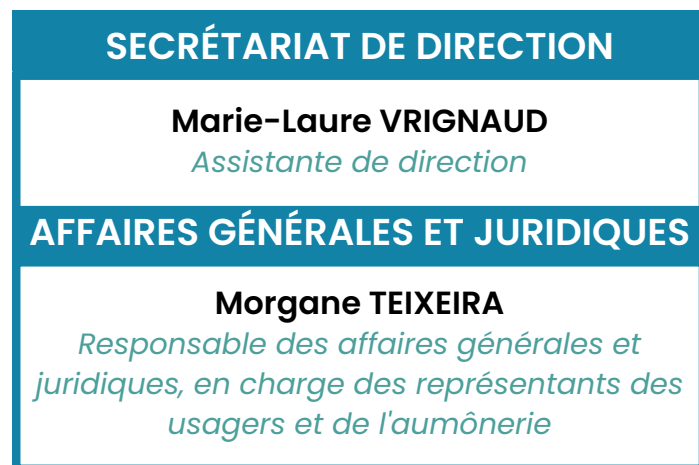 SECRÉTARIAT DE DIRECTION
Marie-Laure VRIGNAUD
Assistante de direction
AFFAIRES GÉNÉRALES ET JURIDIQUES
Morgane TEIXEIRA
Responsable des affaires générales et
juridiques, en charge des représentants des
usagers et de l'aumônerie